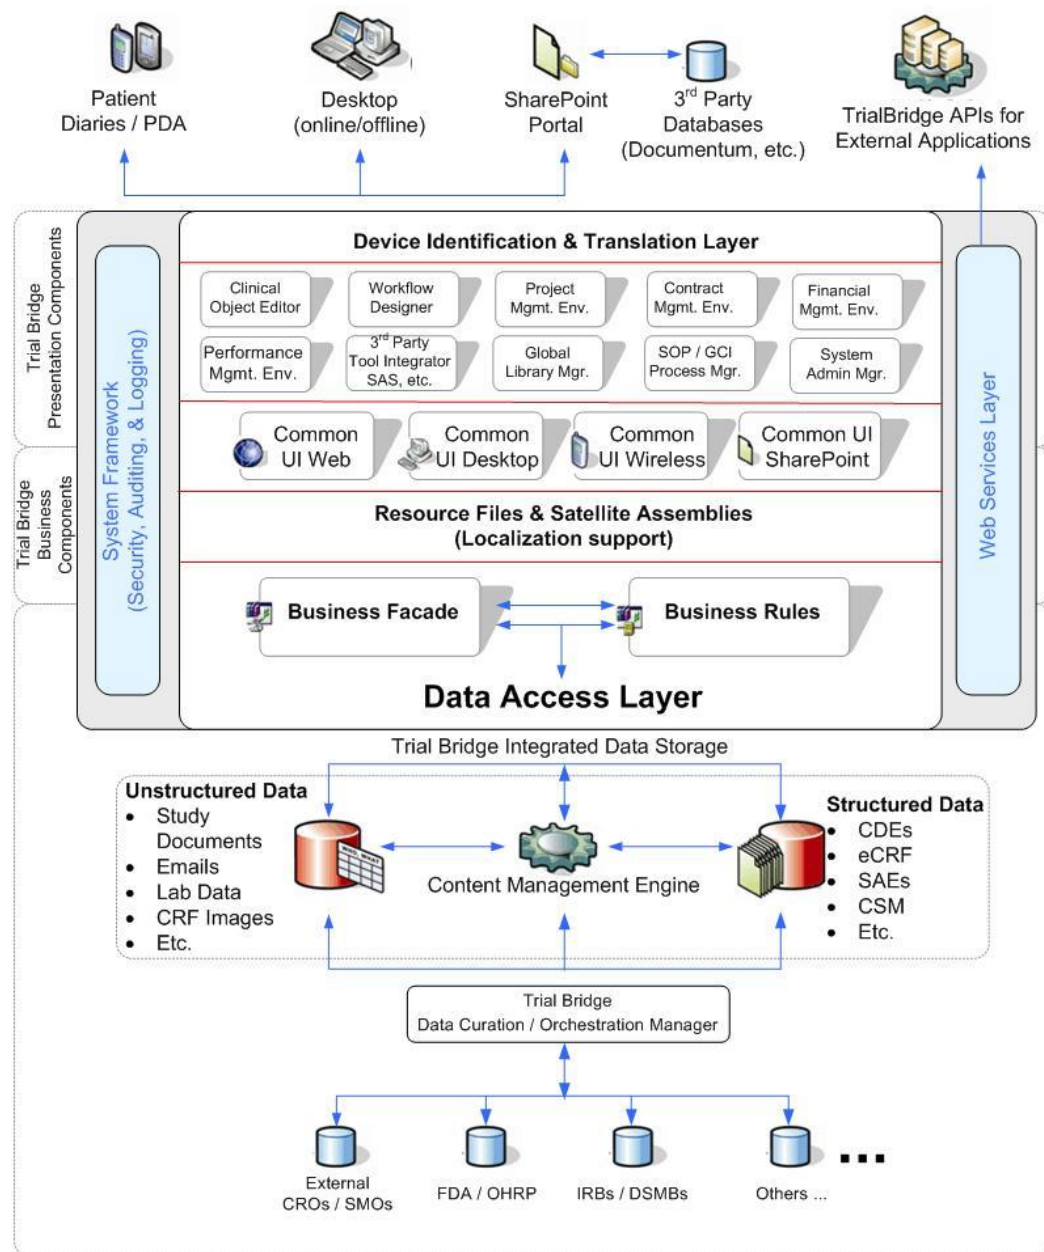 Patient
Diaries / PDA
Desktop
(online/offline)
SharePoint
Portal
3rd Party
Databases
(Documentum, etc.)
TrialBridge APIs for
External Applications
Trial Bridge
Presentation Components
Trial Bridge
Business
Components
System Framework
(Security, Auditing, & Logging)
Web Services Layer
Device Identification & Translation Layer
Clinical
Object Editor
Workflow
Designer
Project
Mgmt. Env.
Contract
Mgmt. Env.
Financial
Mgmt. Env.
Performance
Mgmt. Env.
3rd Party
Tool Integrator
SAS, etc.
Global
Library Mgr.
SOP / GCI
Process Mgr.
System
Admin Mgr.
Common
UI Web
Common
UI Desktop
Common
UI Wireless
Common UI
SharePoint
Resource Files & Satellite Assemblies
(Localization support)
Business Facade
Business Rules
Data Access Layer
Trial Bridge Integrated Data Storage
Unstructured Data
• Study
Documents
• Emails
• Lab Data
• CRF Images
• Etc.
WHO WHAT
Content Management Engine
Structured Data
• CDEs
• eCRF
• SAEs
• CSM
• Etc.
Trial Bridge
Data Curation / Orchestration Manager
External
CROs / SMOs
FDA / OHRP
IRBs / DSMBs
Others ...
...